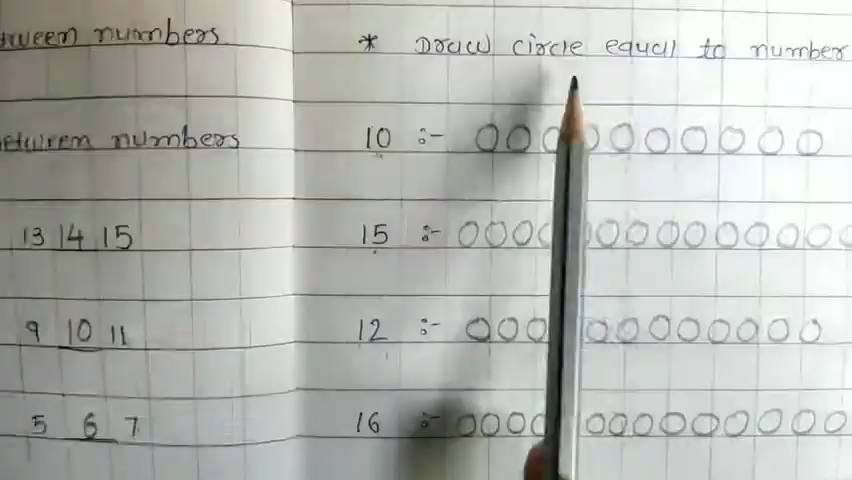 tween numbers
between numbers
13 14 15
9 10 11
5 6 7
* Draw circle equal to number
10 :-
15 :-
12 :-
16 :-